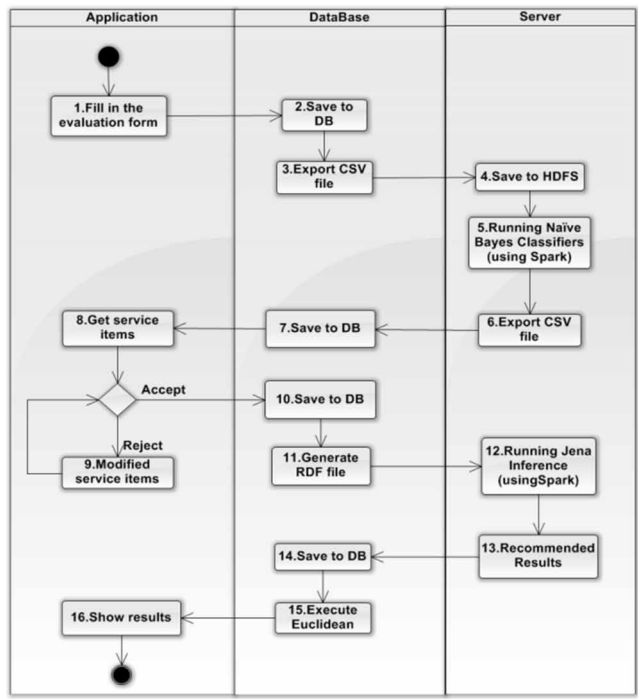 Application
DataBase
Server
1.Fill in the
evaluation form
2.Save to
DB
3.Export CSV
file
4.Save to HDFS
5.Running Naïve
Bayes Classifiers
(using Spark)
6.Export CSV
file
7.Save to DB
8.Get service
items
Accept
Reject
9.Modified
service items
10.Save to DB
11.Generate
RDF file
12.Running Jena
Inference
(usingSpark)
13.Recommended
Results
14.Save to DB
15.Execute
Euclidean
16.Show results